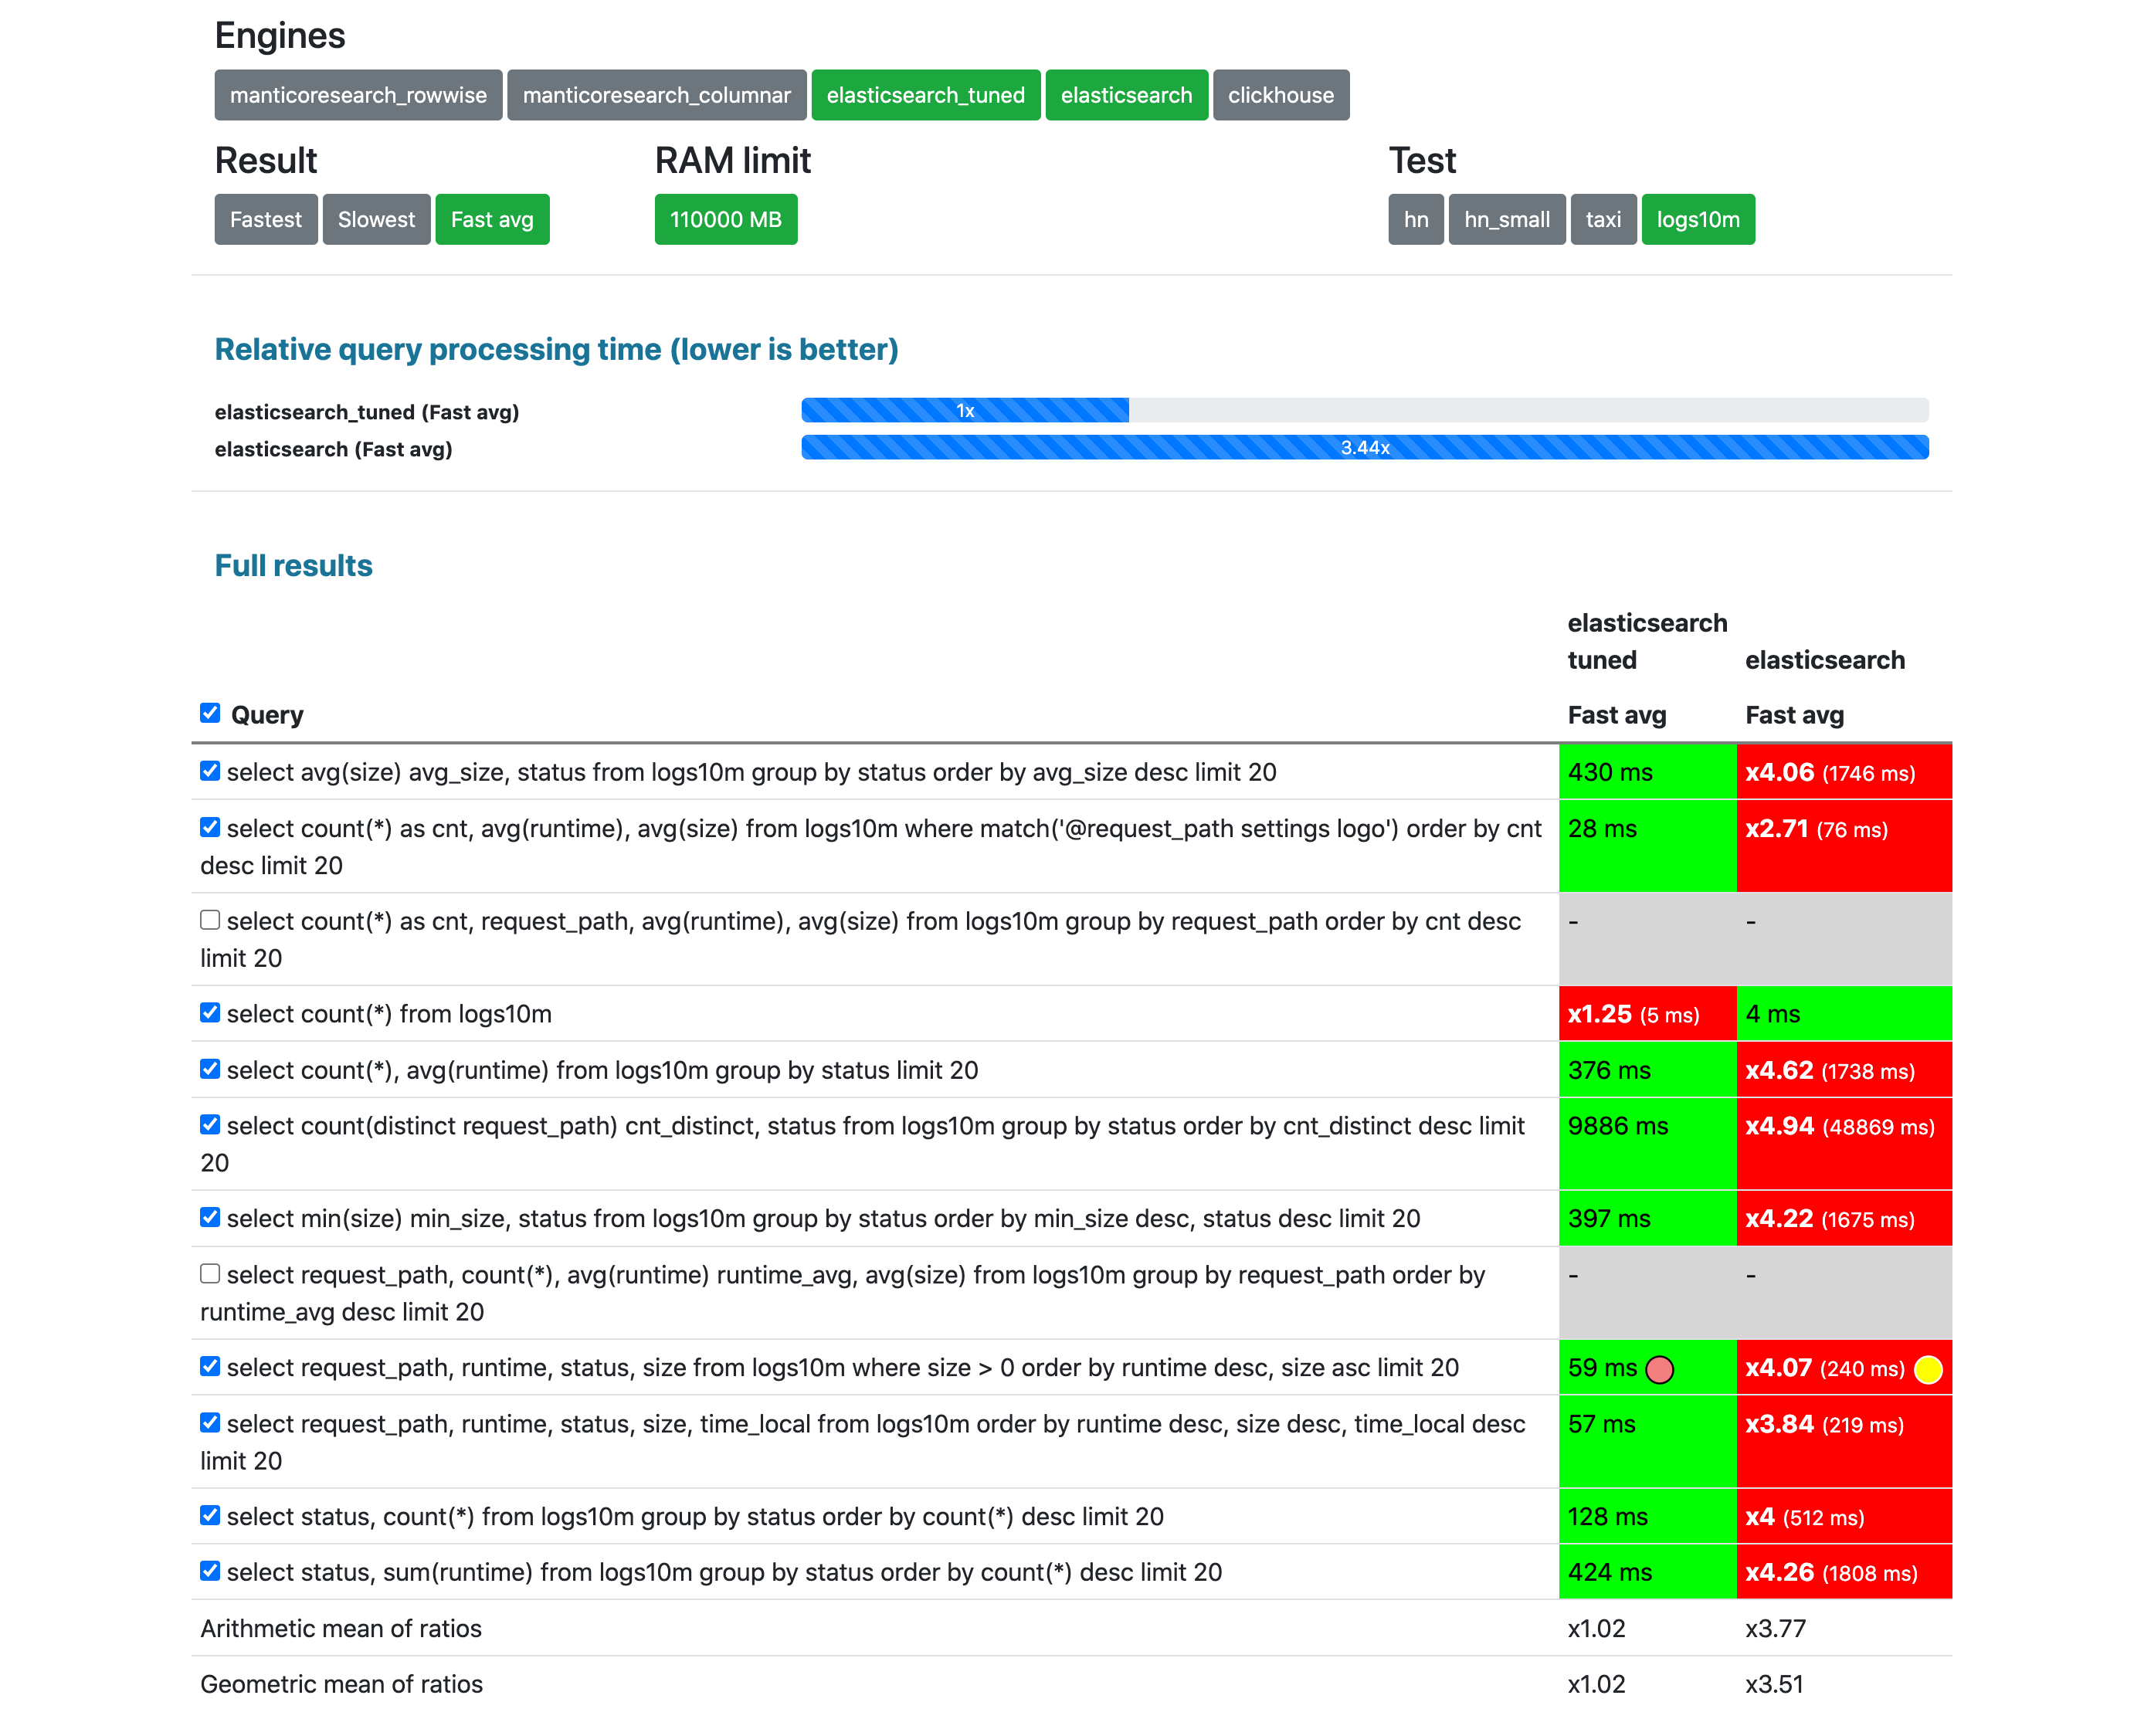 Engines
manticoresearch_rowwise manticoresearch_columnar elasticsearch_tuned elasticsearch clickhouse
Result RAM limit Test
Fastest Slowest Fast avg 110000 MB hn hn_small taxi logs10m
Relative query processing time (lower is better)
elasticsearch_tuned (Fast avg) 1x
elasticsearch (Fast avg) 3.44x
Full results
elasticsearch
tuned elasticsearch
Query Fast avg Fast avg
select avg(size) avg_size, status from logs10m group by status order by avg_size desc limit 20 430 ms x4.06 (1746 ms)
select count(*) as cnt, avg(runtime), avg(size) from logs10m where match('@request_path settings logo') order by cnt 28 ms x2.71 (76 ms)
desc limit 20
select count(*) as cnt, request_path, avg(runtime), avg(size) from logs10m group by request_path order by cnt desc - -
limit 20
select count(*) from logs10m x1.25 (5 ms) 4 ms
select count(*), avg(runtime) from logs10m group by status limit 20 376 ms x4.62 (1738 ms)
select count(distinct request_path) cnt_distinct, status from logs10m group by status order by cnt_distinct desc limit 9886 ms x4.94 (48869 ms)
20
select min(size) min_size, status from logs10m group by status order by min_size desc, status desc limit 20 397 ms x4.22 (1675 ms)
select request_path, count(*), avg(runtime) runtime_avg, avg(size) from logs10m group by request_path order by - -
runtime_avg desc limit 20
select request_path, runtime, status, size from logs10m where size > 0 order by runtime desc, size asc limit 20 59 ms x4.07 (240 ms)
select request_path, runtime, status, size, time_local from logs10m order by runtime desc, size desc, time_local desc 57 ms x3.84 (219 ms)
limit 20
select status, count(*) from logs10m group by status order by count(*) desc limit 20 128 ms x4 (512 ms)
select status, sum(runtime) from logs10m group by status order by count(*) desc limit 20 424 ms x4.26 (1808 ms)
Arithmetic mean of ratios x1.02 x3.77
Geometric mean of ratios x1.02 x3.51